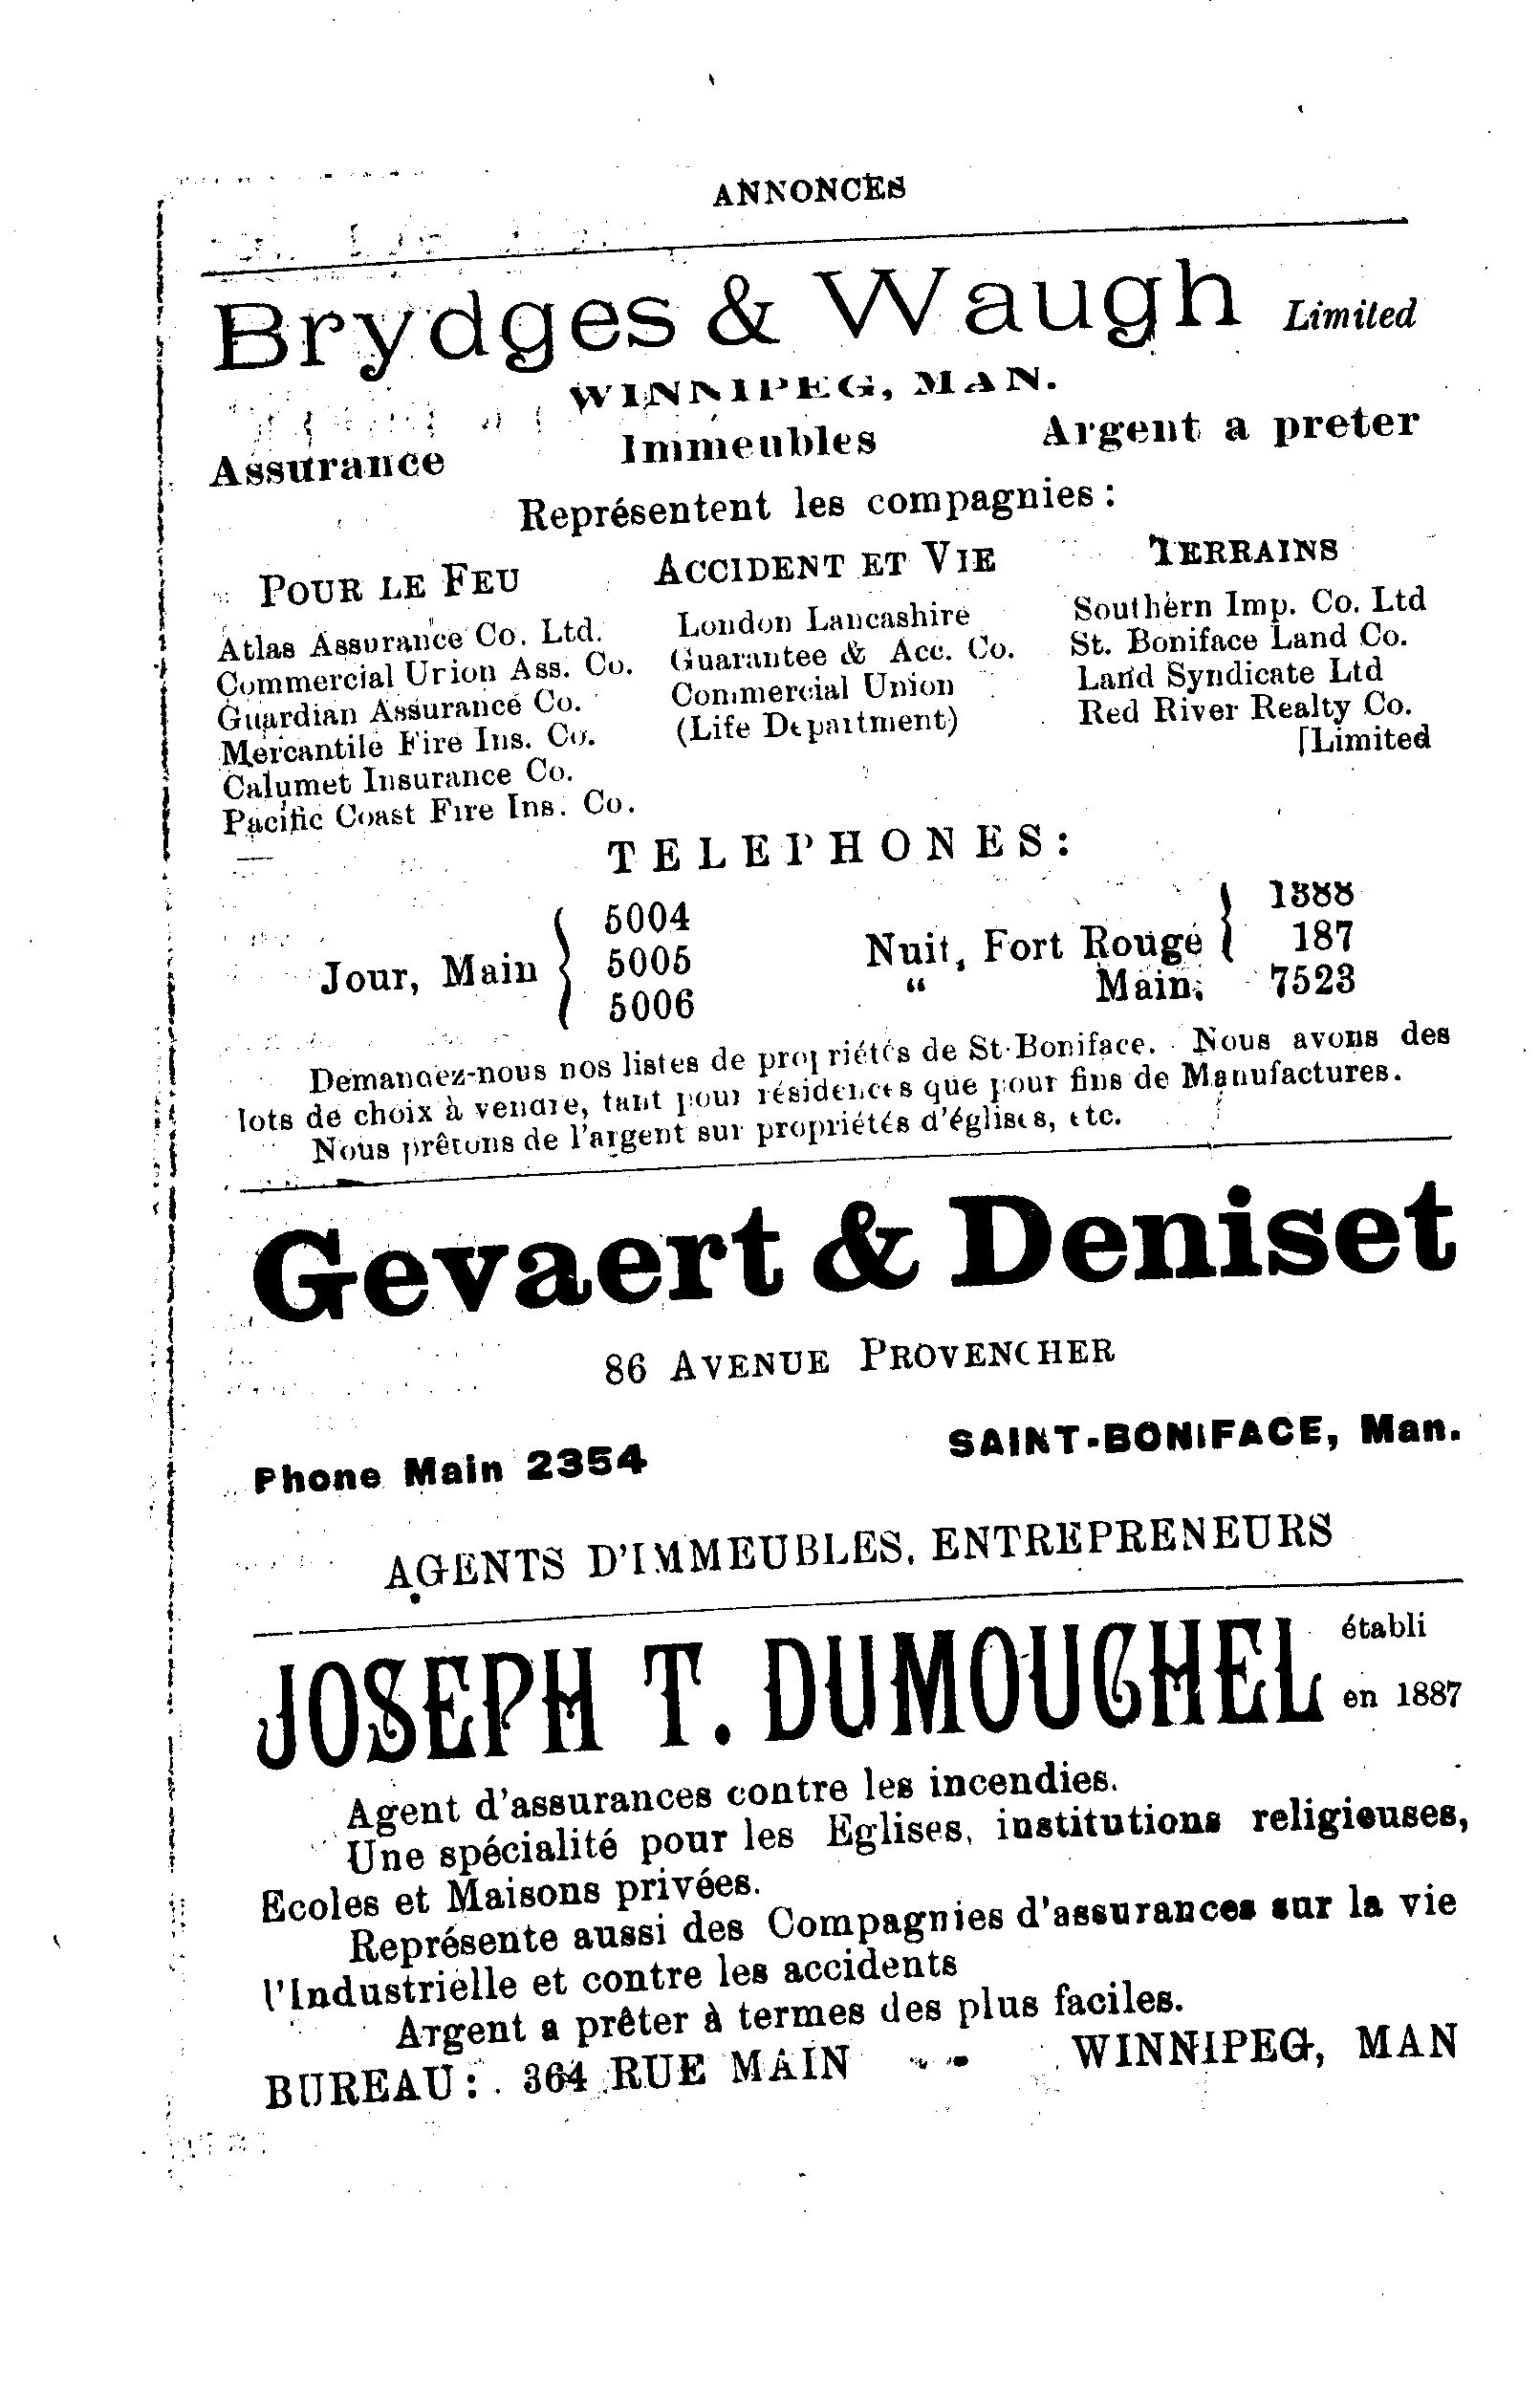 ANNONCES
Brydges & Waugh Limited
WINNIPEG, MAN.
Assurance Immeubles Argent a preter
Représentent les compagnies:
POUR LE FEU
Atlas Assurance Co. Ltd.
Commercial Union Ass. Co.
Guardian Assurance Co.
Mercantile Fire Ins. Co.
Calumet Insurance Co.
Pacific Coast Fire Ins. Co.
ACCIDENT ET VIE
London Lancashire
Guarantee & Acc. Co.
Commercial Union
(Life Department)
TERRAINS
Southern Imp. Co. Ltd
St. Boniface Land Co.
Land Syndicate Ltd
Red River Realty Co.
[Limited
TELEPHONES:
Jour, Main { 5004
5005
5006
Nuit, Fort Rouge } 1388
187
“ Main, 7523
Demandez-nous nos listes de propriétés de St-Boniface. Nous avons des
lots de choix à vendre, tant pour résidences que pour fins de Manufactures.
Nous prêtons de l'argent sur propriétés d'églises, etc.
Gevaert & Deniset
86 AVENUE PROVENCHER
Phone Main 2354 SAINT-BONIFACE, Man.
AGENTS D'IMMEUBLES, ENTREPRENEURS
JOSEPH T. DUMOUCHEL établi
en 1887
Agent d'assurances contre les incendies.
Une spécialité pour les Eglises, institutions religieuses,
Ecoles et Maisons privées.
Représente aussi des Compagnies d'assurances sur la vie
l'Industrielle et contre les accidents
Argent a prêter à termes des plus faciles.
BUREAU: 364 RUE MAIN - - WINNIPEG, MAN